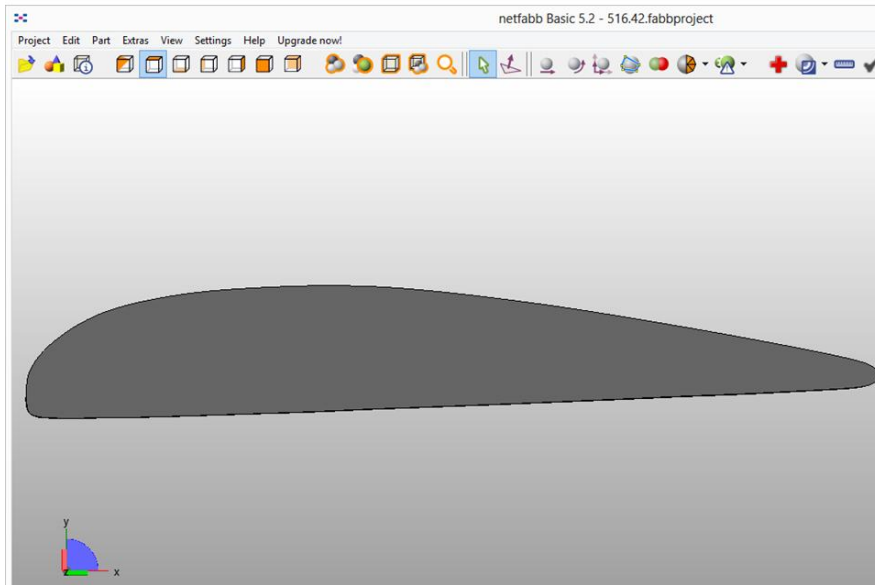 netfabb Basic 5.2 - 516.42.fabbproject
Project Edit Part Extras View Settings Help Upgrade now!
y
z x